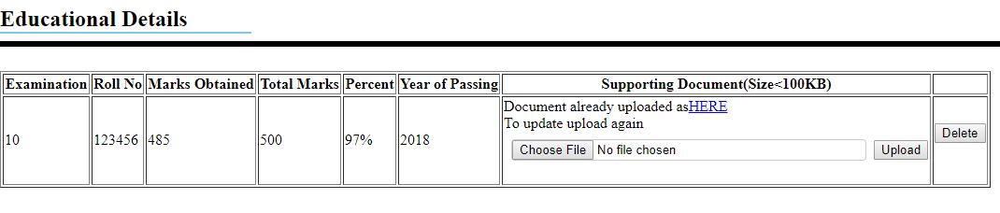 Educational Details
Examination Roll No Marks Obtained Total Marks Percent Year of Passing Supporting Document(Size<100KB)
10 123456 485 500 97% 2018 Document already uploaded asHERE
To update upload again
Choose File No file chosen Upload
Delete